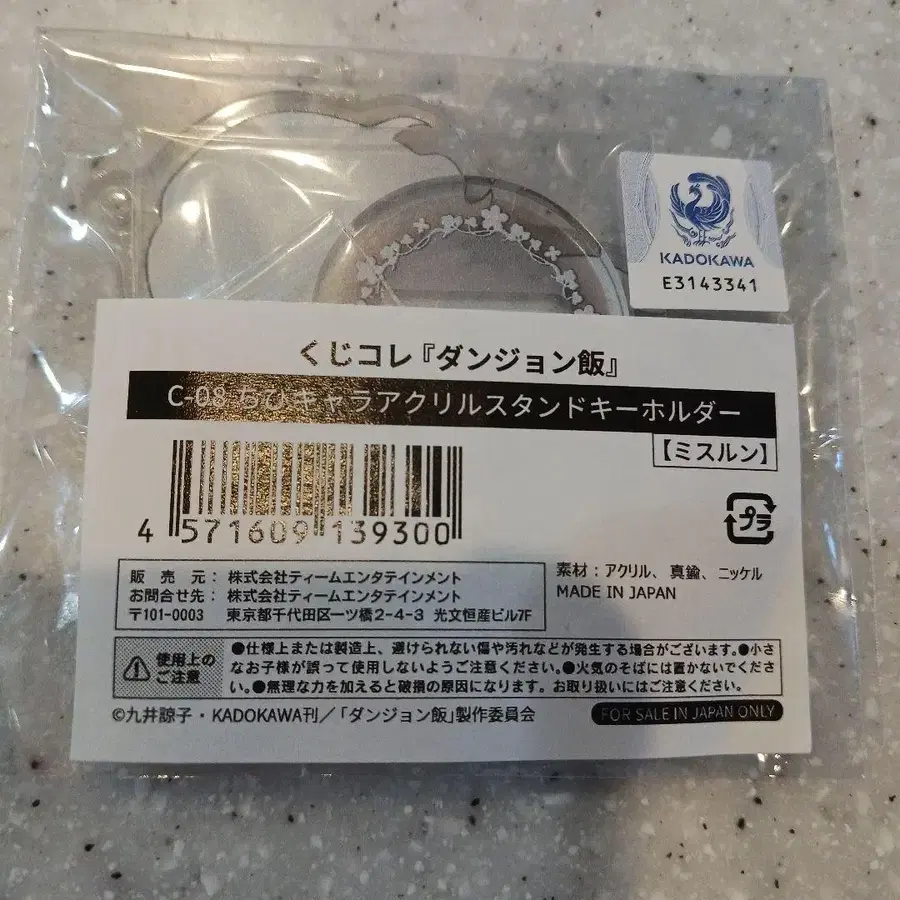 KADOKAWA
E3143341
くじコレ『ダンジョン飯』
C-08 ちびキャラアクリルスタンドキーホルダー
【ミスルン】
4 571609 139300
プラ
販売元：株式会社ティームエンタテインメント
お問合せ先：株式会社ティームエンタテインメント
〒101-0003 東京都千代田区一ツ橋2-4-3 光文恒産ビル7F
素材：アクリル、真鍮、ニッケル
MADE IN JAPAN
使用上の
ご注意
●仕様上または製造上、避けられない傷や汚れなどが発生する場合がございます。●小さ
なお子様が誤って使用しないようご注意ください。●火気のそばには置かないでくださ
い。●無理な力を加えると破損の原因になります。お取り扱いにはご注意ください。
©九井諒子・KADOKAWA刊／「ダンジョン飯」製作委員会
FOR SALE IN JAPAN ONLY